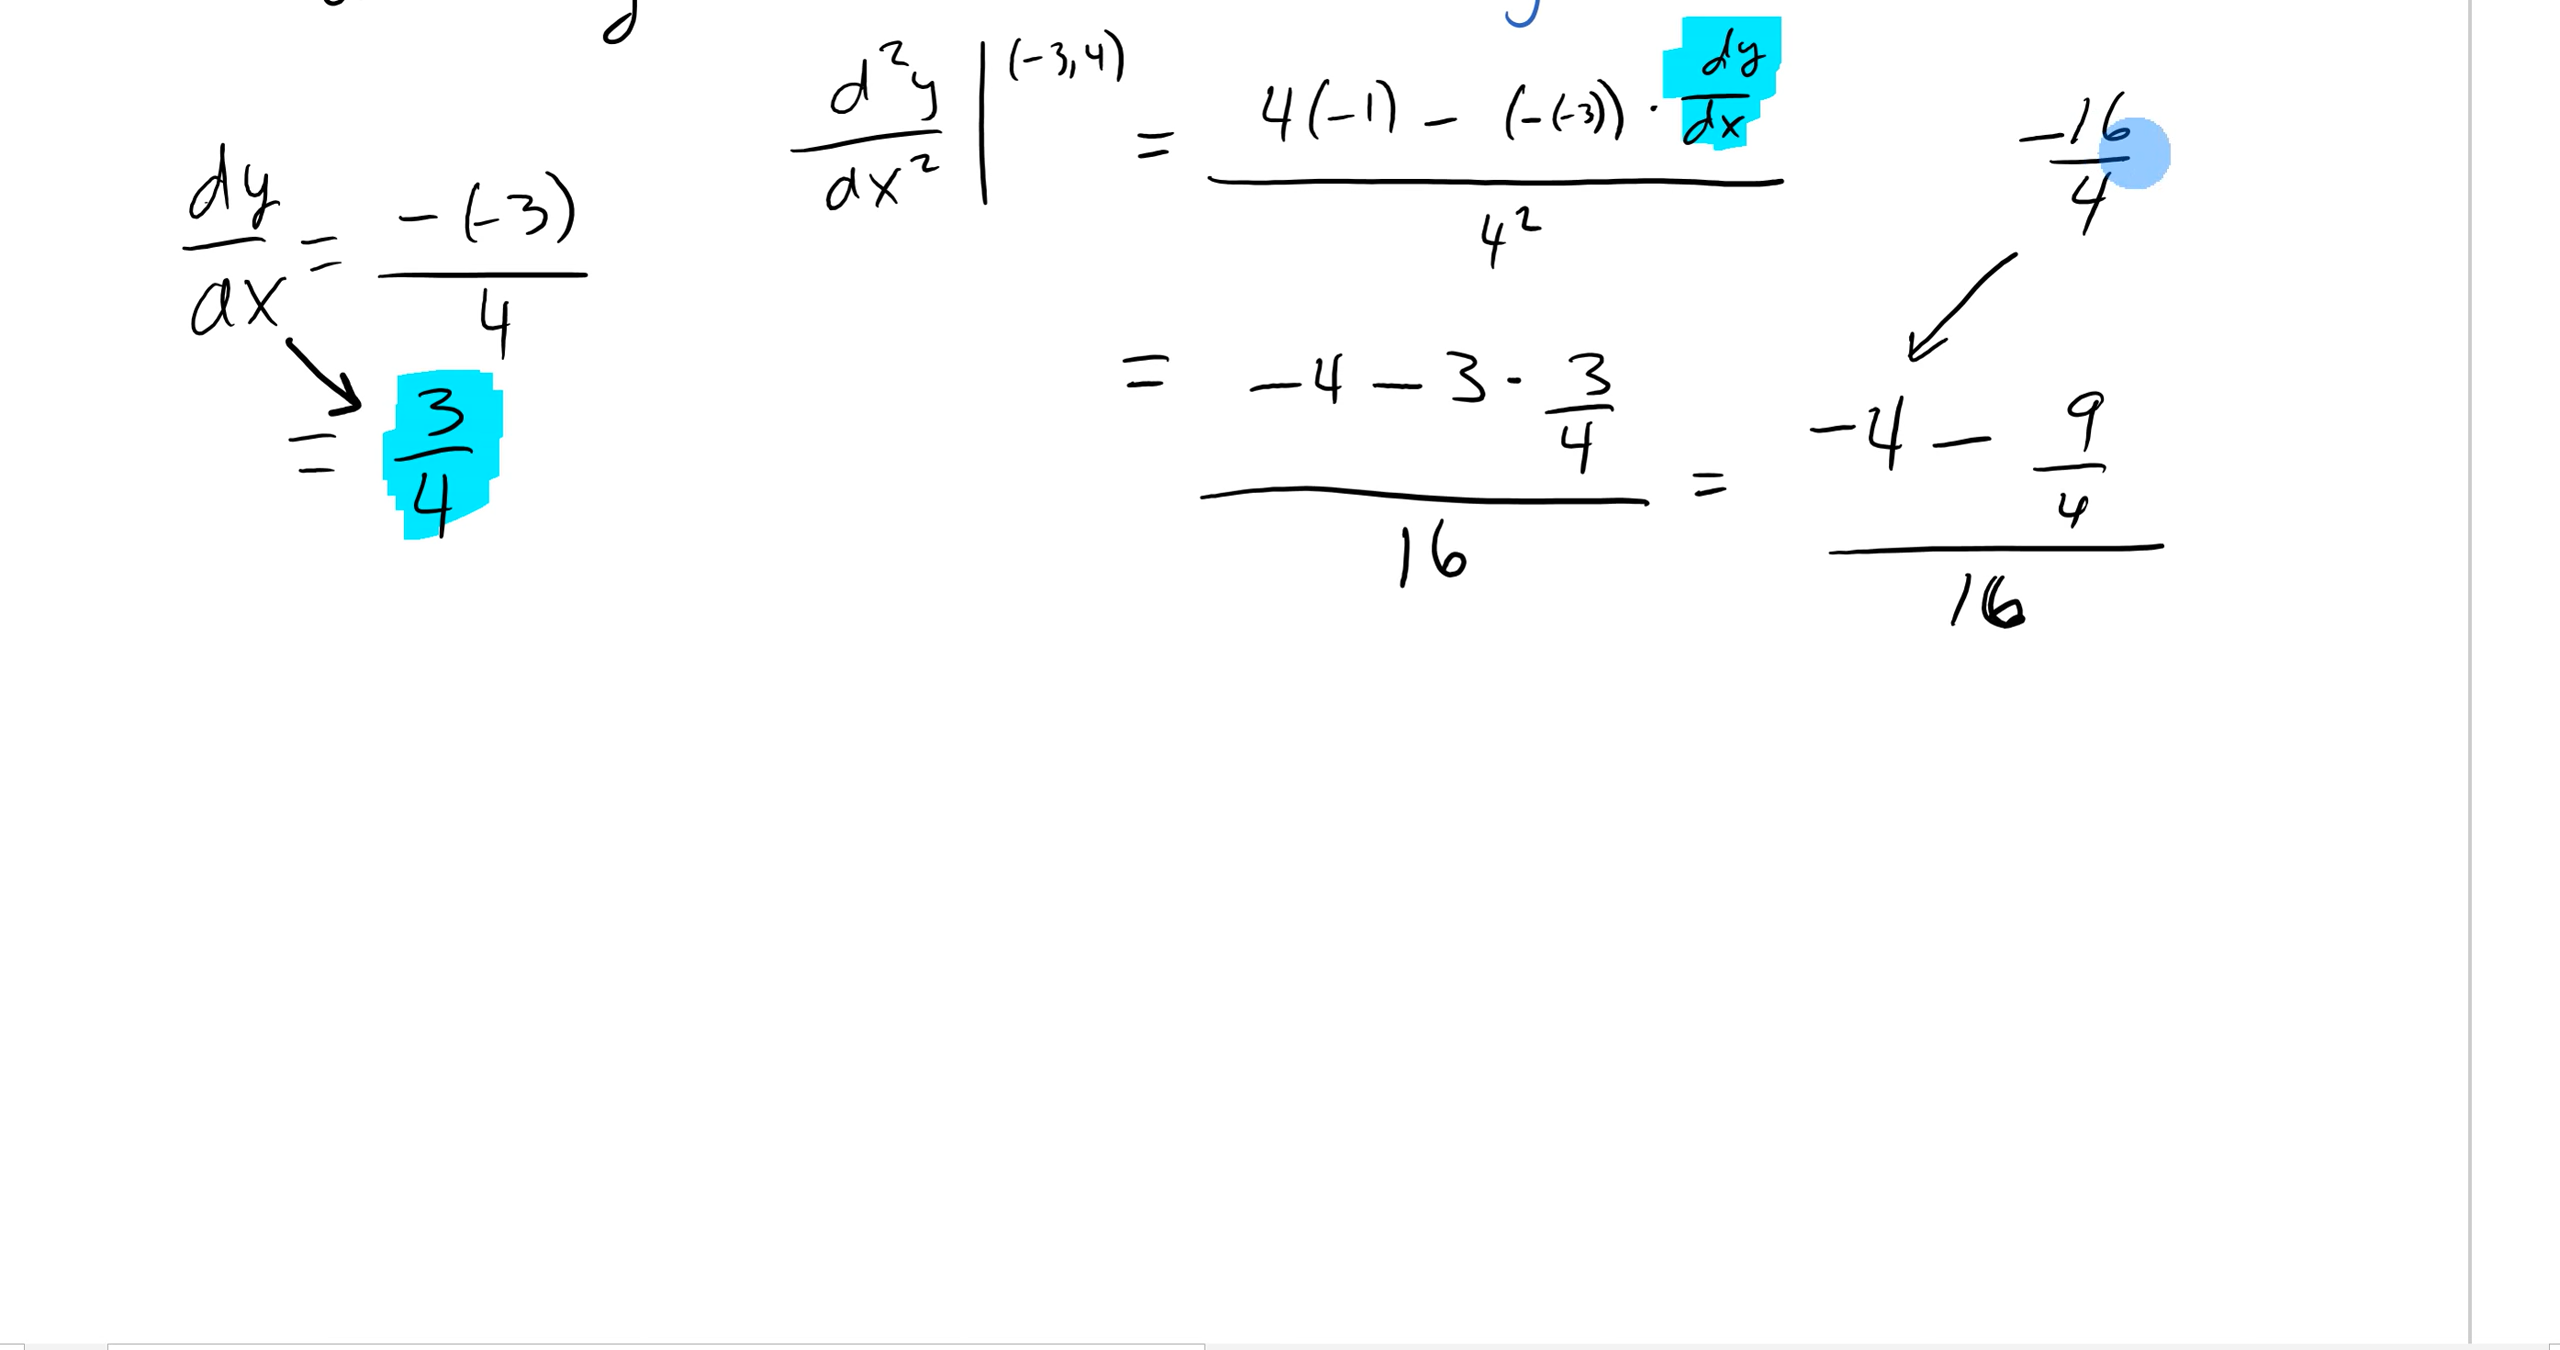 dy/dx = -(-3)/4
= 3/4
d²y/dx² | (-3,4) = (4(-1) - (-(-3)) · dy/dx)/4²
= (-4 - 3 · 3/4)/16 = (-4 - 9/4)/16
-16/4